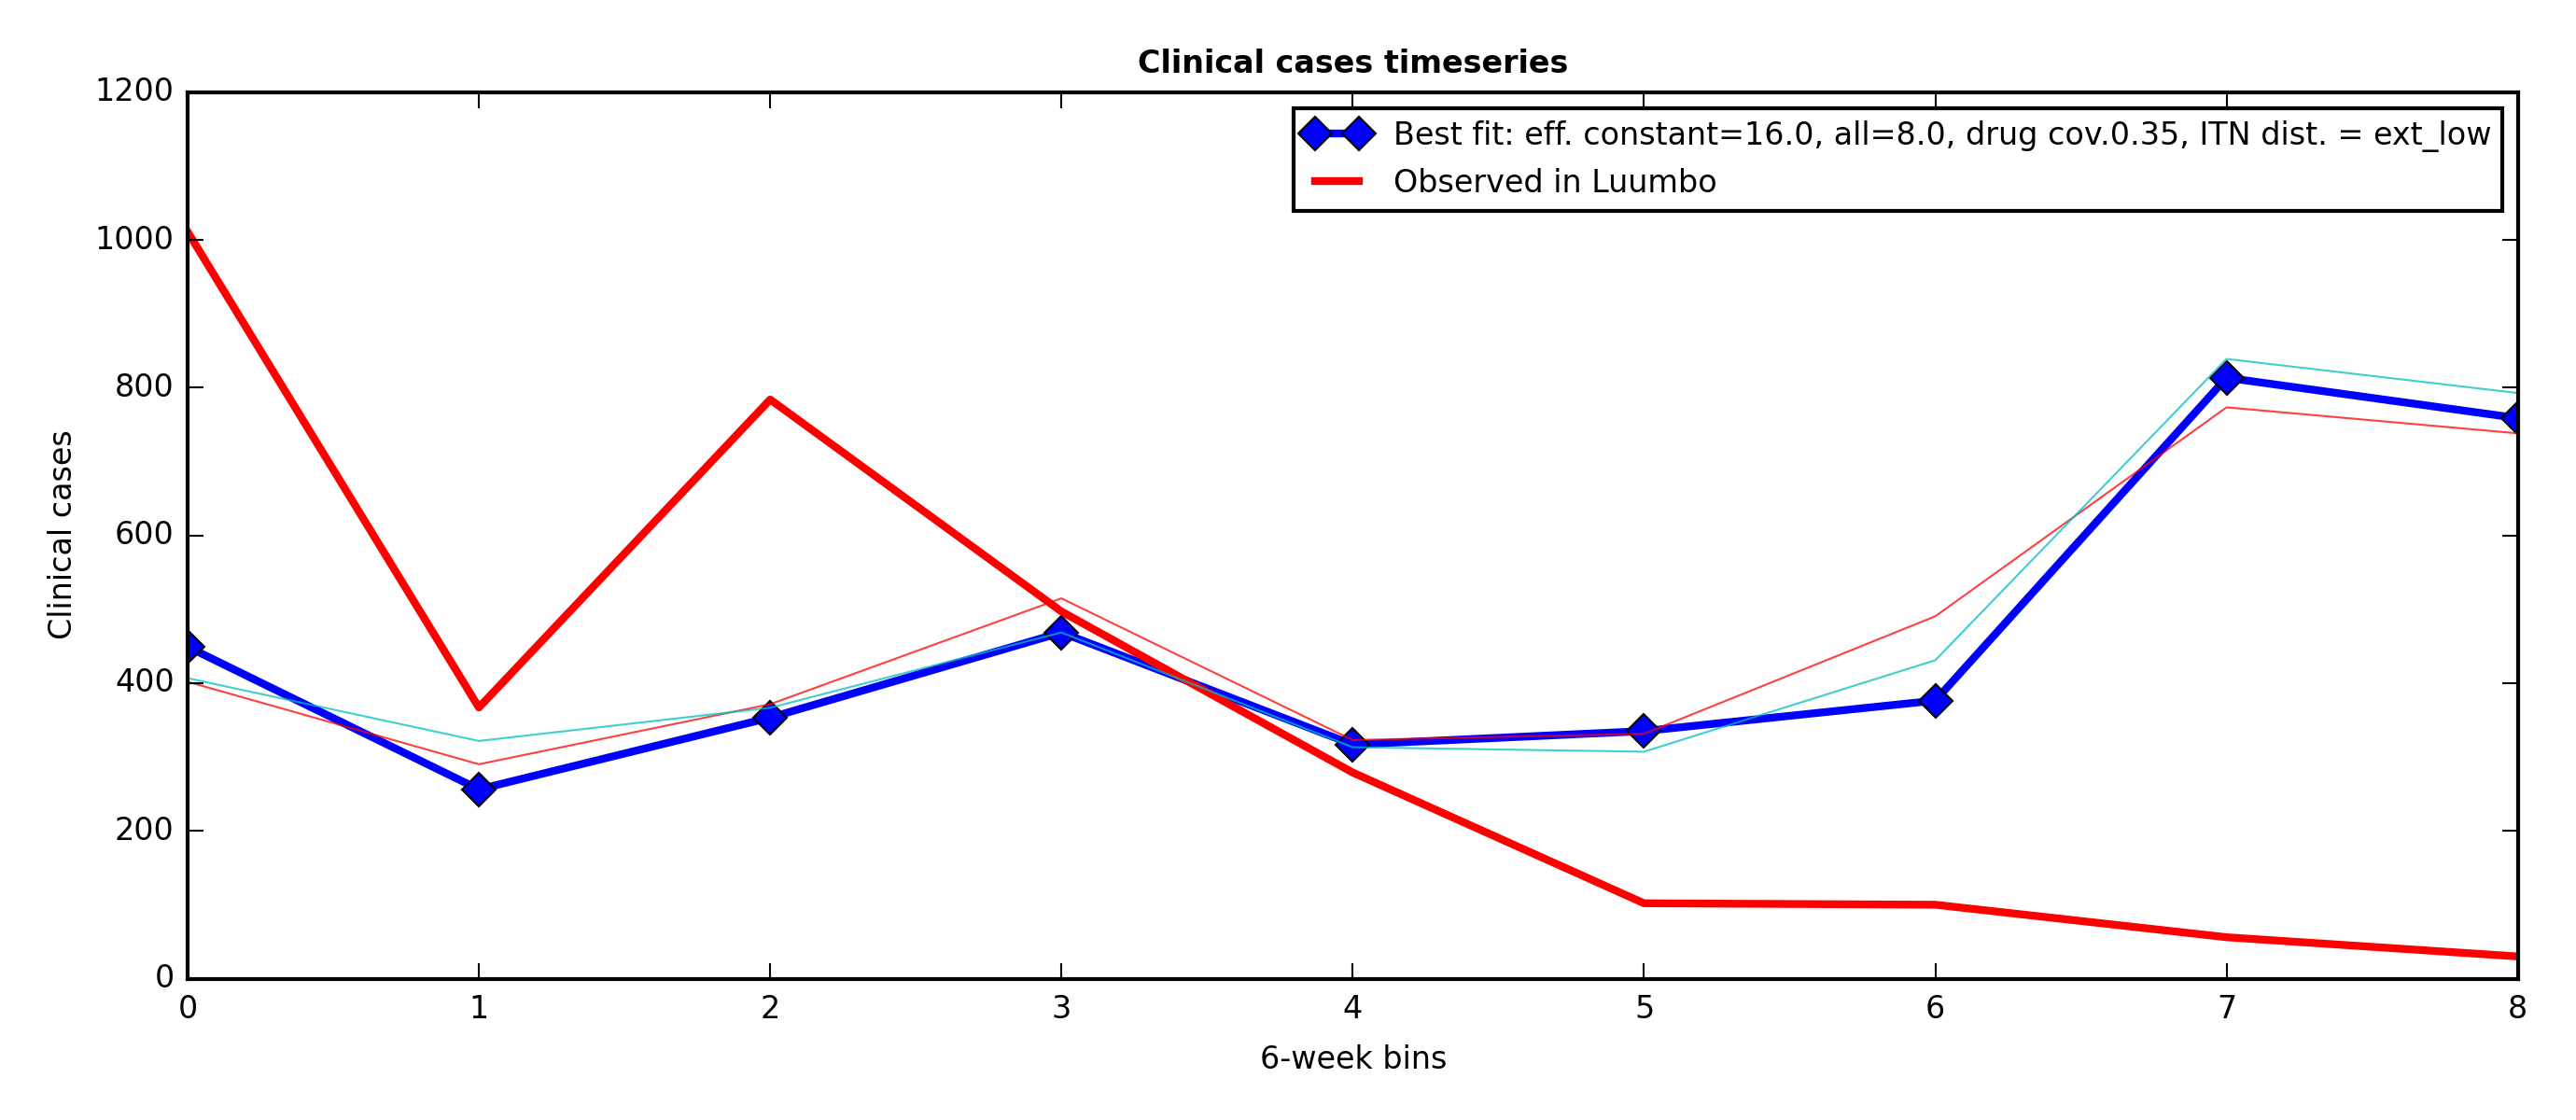 Clinical cases timeseries
Best fit: eff. constant=16.0, all=8.0, drug cov.0.35, ITN dist. = ext_low
Observed in Luumbo
1200
1000
800
600
400
200
0
Clinical cases
0 1 2 3 4 5 6 7 8
6-week bins